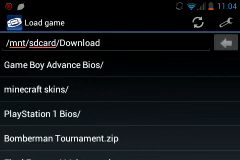 11:04
Load game
/mnt/sdcard/Download
Game Boy Advance Bios/
minecraft skins/
PlayStation 1 Bios/
Bomberman Tournament.zip